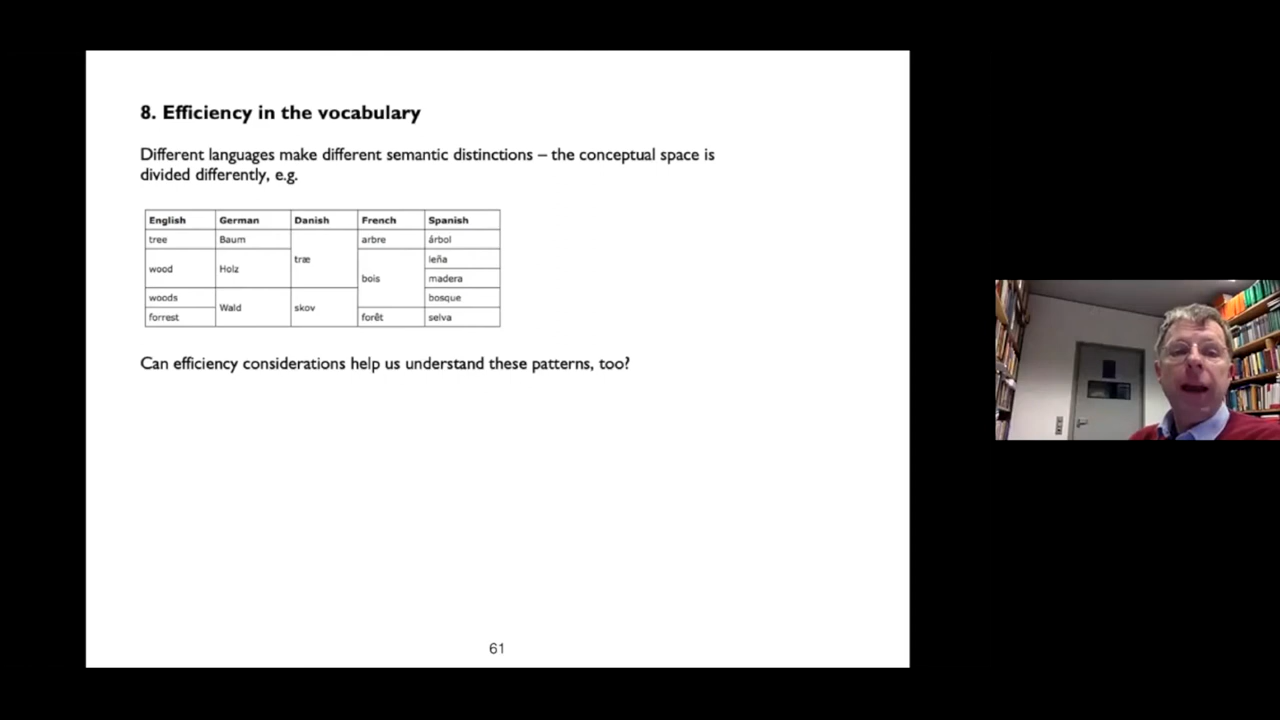 8. Efficiency in the vocabulary
Different languages make different semantic distinctions – the conceptual space is
divided differently, e.g.
English German Danish French Spanish
tree Baum træ arbre árbol
wood Holz bois leña
madera
woods Wald skov bosque
forrest forêt selva
Can efficiency considerations help us understand these patterns, too?
61